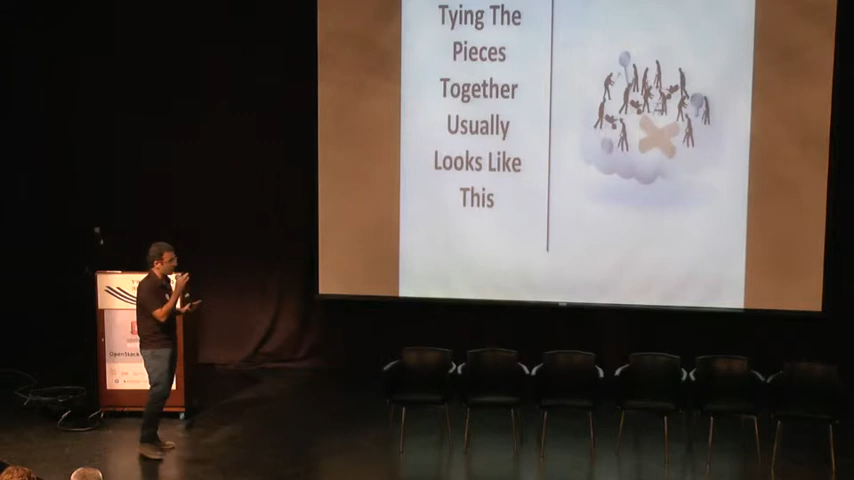 Tying The
Pieces
Together
Usually
Looks Like
This
OpenStack